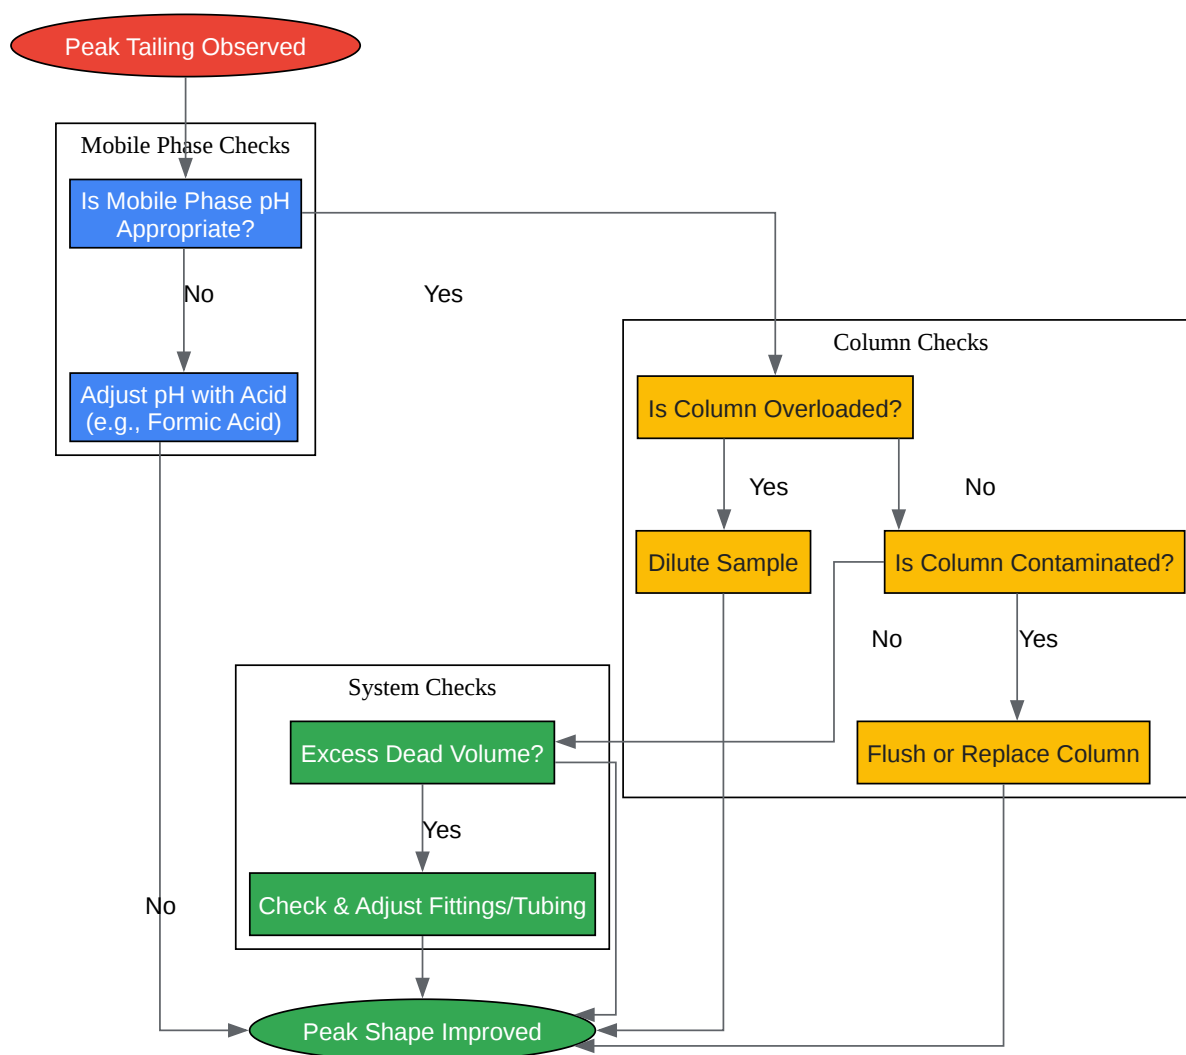 Peak Tailing Observed
Mobile Phase Checks
Is Mobile Phase pH
Appropriate?
No
Yes
Adjust pH with Acid
(e.g., Formic Acid)
Column Checks
Is Column Overloaded?
Yes
No
Dilute Sample
Is Column Contaminated?
No
Yes
System Checks
Excess Dead Volume?
Flush or Replace Column
Yes
Check & Adjust Fittings/Tubing
No
Peak Shape Improved